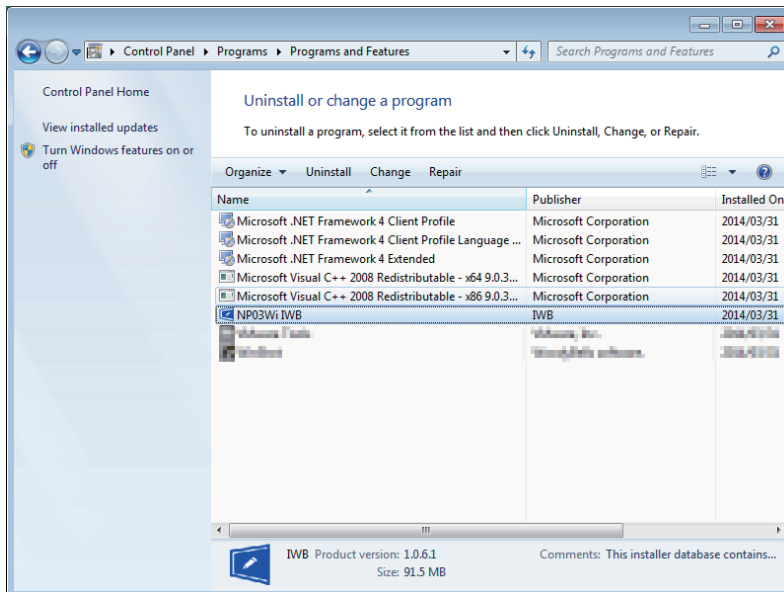 Control Panel Programs Programs and Features Search Programs and Features
Control Panel Home
View installed updates
Turn Windows features on or
off
Uninstall or change a program
To uninstall a program, select it from the list and then click Uninstall, Change, or Repair.
Organize Uninstall Change Repair
Name Publisher Installed On
Microsoft .NET Framework 4 Client Profile Microsoft Corporation 2014/03/31
Microsoft .NET Framework 4 Client Profile Language ... Microsoft Corporation 2014/03/31
Microsoft .NET Framework 4 Extended Microsoft Corporation 2014/03/31
Microsoft Visual C++ 2008 Redistributable - x64 9.0.3... Microsoft Corporation 2014/03/31
Microsoft Visual C++ 2008 Redistributable - x86 9.0.3... Microsoft Corporation 2014/03/31
NP03Wi IWB IWB 2014/03/31
IWB Product version: 1.0.6.1 Comments: This installer database contains...
Size: 91.5 MB